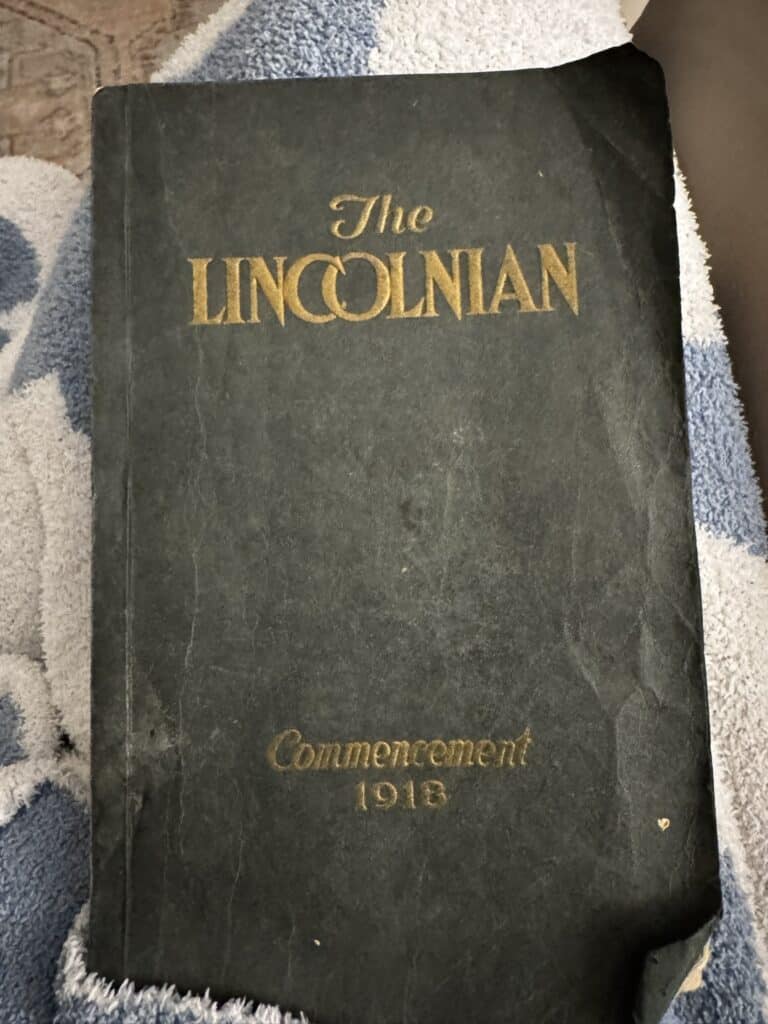 The
LINCOLNIAN
Commencement
1918